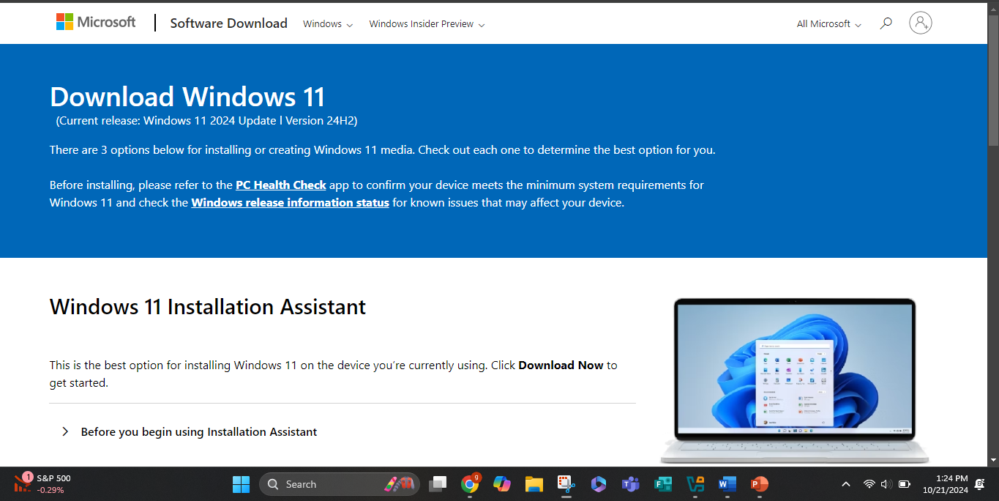 Microsoft
Software Download
Windows
Windows Insider Preview
All Microsoft
Download Windows 11
(Current release: Windows 11 2024 Update l Version 24H2)
There are 3 options below for installing or creating Windows 11 media. Check out each one to determine the best option for you.
Before installing, please refer to the PC Health Check app to confirm your device meets the minimum system requirements for
Windows 11 and check the Windows release information status for known issues that may affect your device.
Windows 11 Installation Assistant
This is the best option for installing Windows 11 on the device you’re currently using. Click Download Now to
get started.
Before you begin using Installation Assistant
1
S&P 500
-0.29%
Search
9
W
P
1:24 PM
10/21/2024